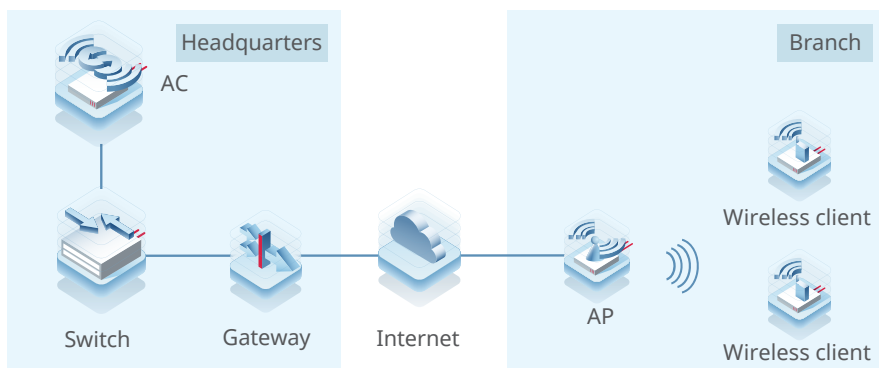 Headquarters
Branch
AC
Wireless client
Switch
Gateway
Internet
AP
Wireless client